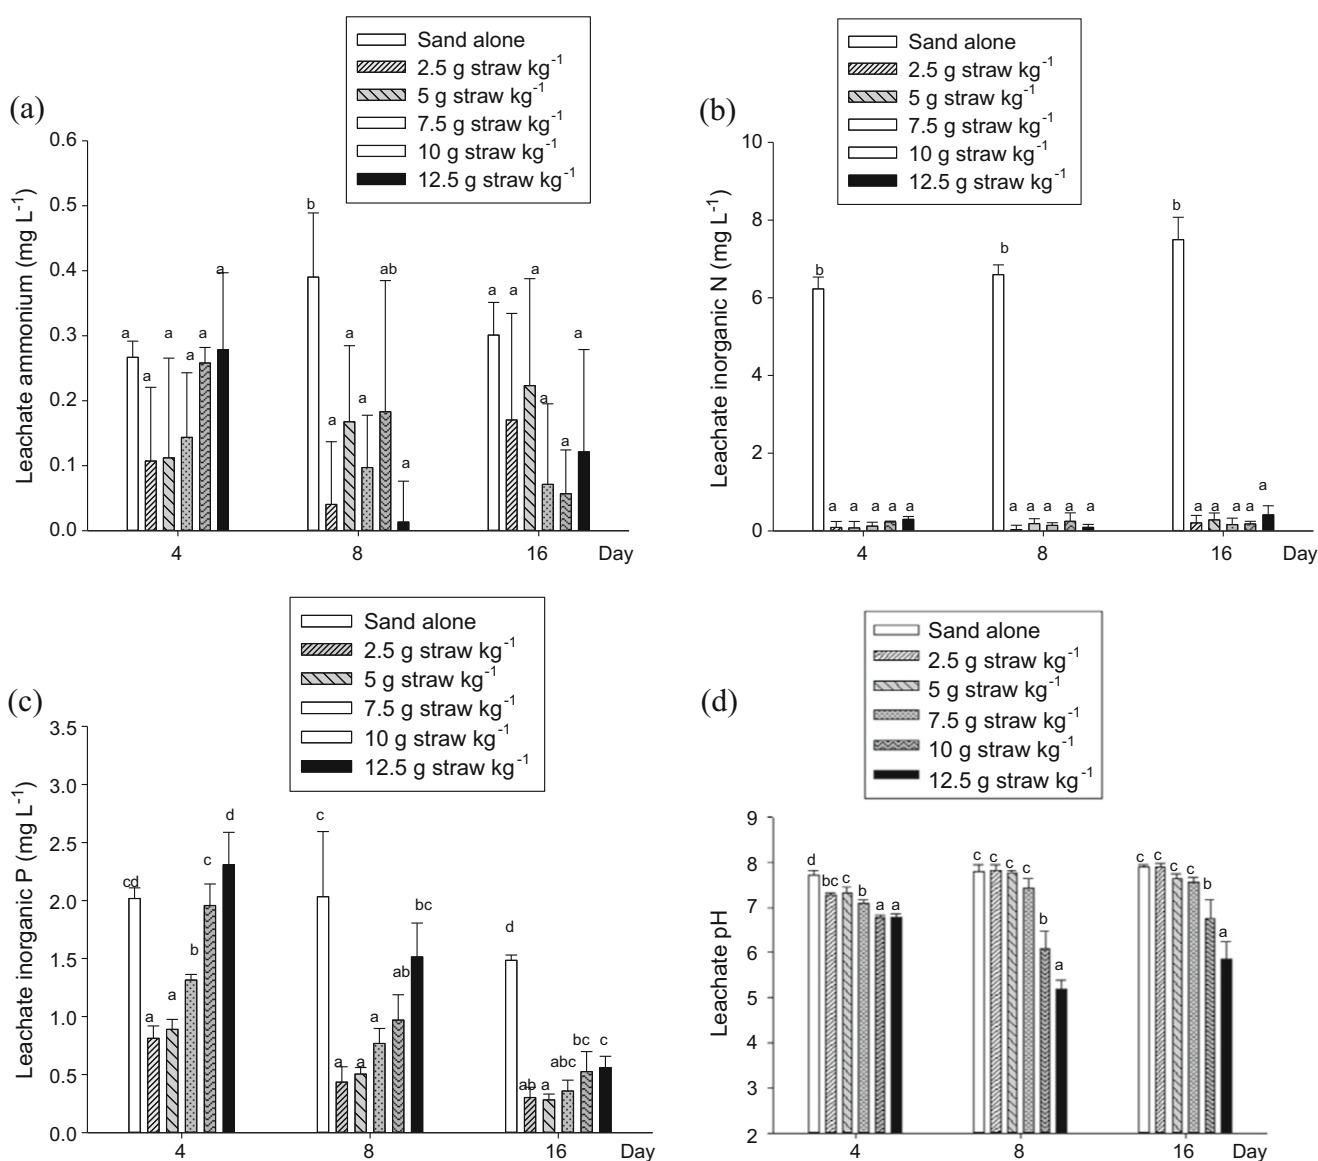 (a)
Sand alone
2.5 g straw kg-1
5 g straw kg-1
7.5 g straw kg-1
10 g straw kg-1
12.5 g straw kg-1
Leachate ammonium (mg L-1)
0.6
0.5
0.4
0.3
0.2
0.1
0.0
a a a a a a
b a a a ab a
a a a a a a
4 8 16 Day
(b)
Sand alone
2.5 g straw kg-1
5 g straw kg-1
7.5 g straw kg-1
10 g straw kg-1
12.5 g straw kg-1
Leachate inorganic N (mg L-1)
10
8
6
4
2
0
b a a a a a
b a a a a a
b a a a a a
4 8 16 Day
(c)
Sand alone
2.5 g straw kg-1
5 g straw kg-1
7.5 g straw kg-1
10 g straw kg-1
12.5 g straw kg-1
Leachate inorganic P (mg L-1)
3.5
3.0
2.5
2.0
1.5
1.0
0.5
0.0
cd a a b c d
c a a a ab bc
d ab a abc bc c
4 8 16 Day
(d)
Sand alone
2.5 g straw kg-1
5 g straw kg-1
7.5 g straw kg-1
10 g straw kg-1
12.5 g straw kg-1
Leachate pH
9
8
7
6
5
4
3
2
d bc c b a a
c c c c b a
c c c c b a
4 8 16 Day